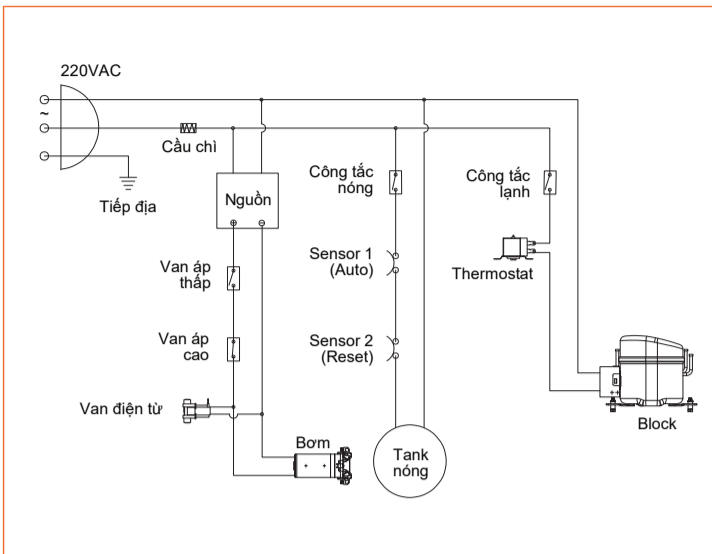 220VAC
~
Cầu chì
Tiếp địa
Nguồn
Van áp
thấp
Van áp
cao
Van điện từ
Bơm
Công tắc
nóng
Sensor 1
(Auto)
Sensor 2
(Reset)
Tank
nóng
Công tắc
lạnh
Thermostat
Block